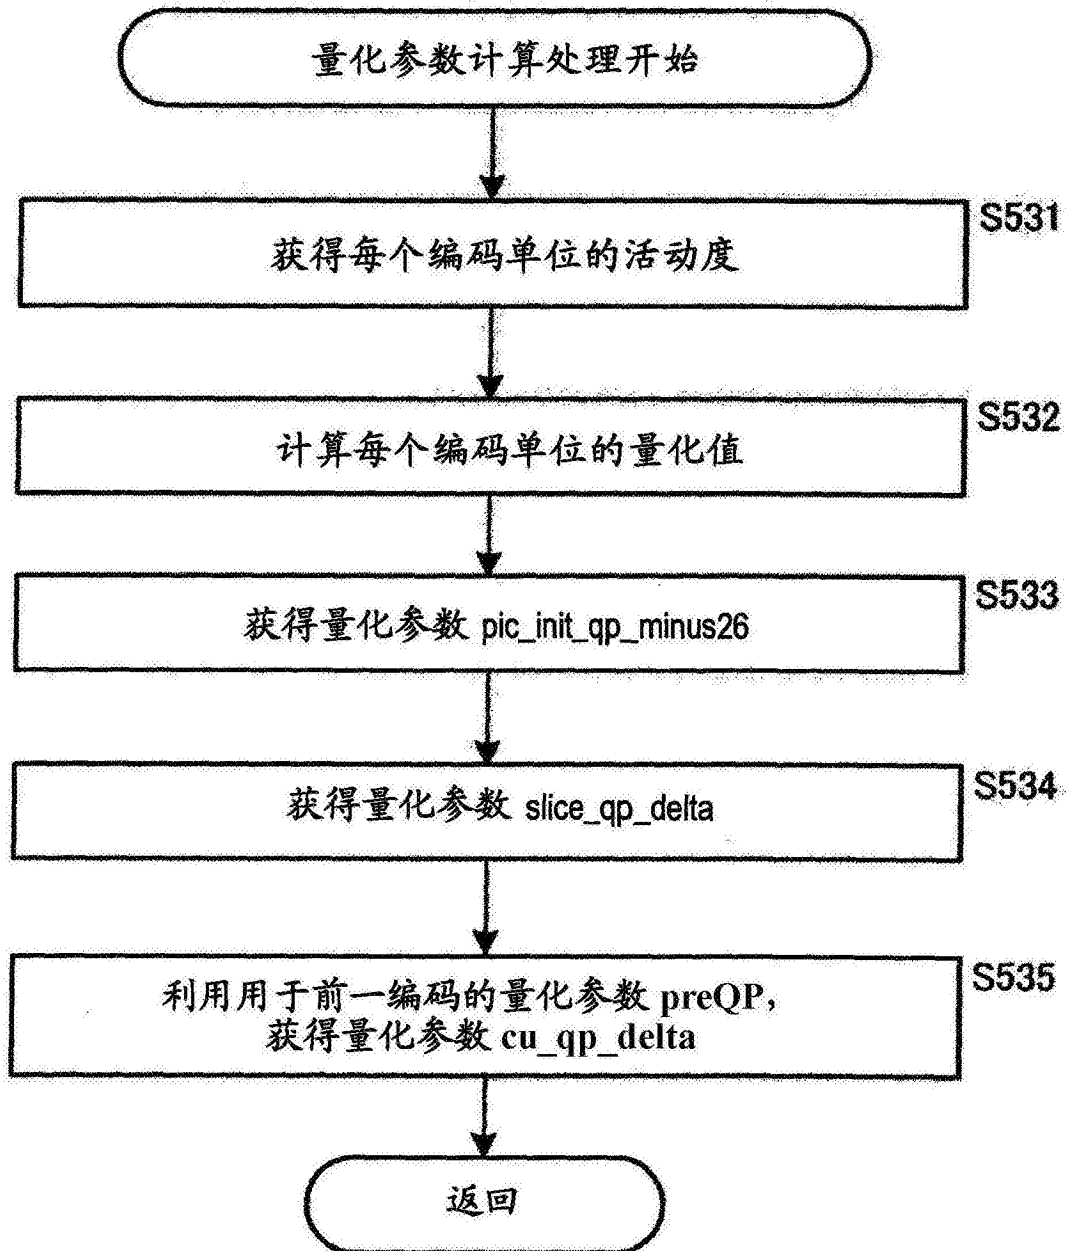 量化参数计算处理开始
S531
获得每个编码单位的活动度
S532
计算每个编码单位的量化值
S533
获得量化参数 pic_init_qp_minus26
S534
获得量化参数 slice_qp_delta
S535
利用用于前一编码的量化参数 preQP,
获得量化参数 cu_qp_delta
返回